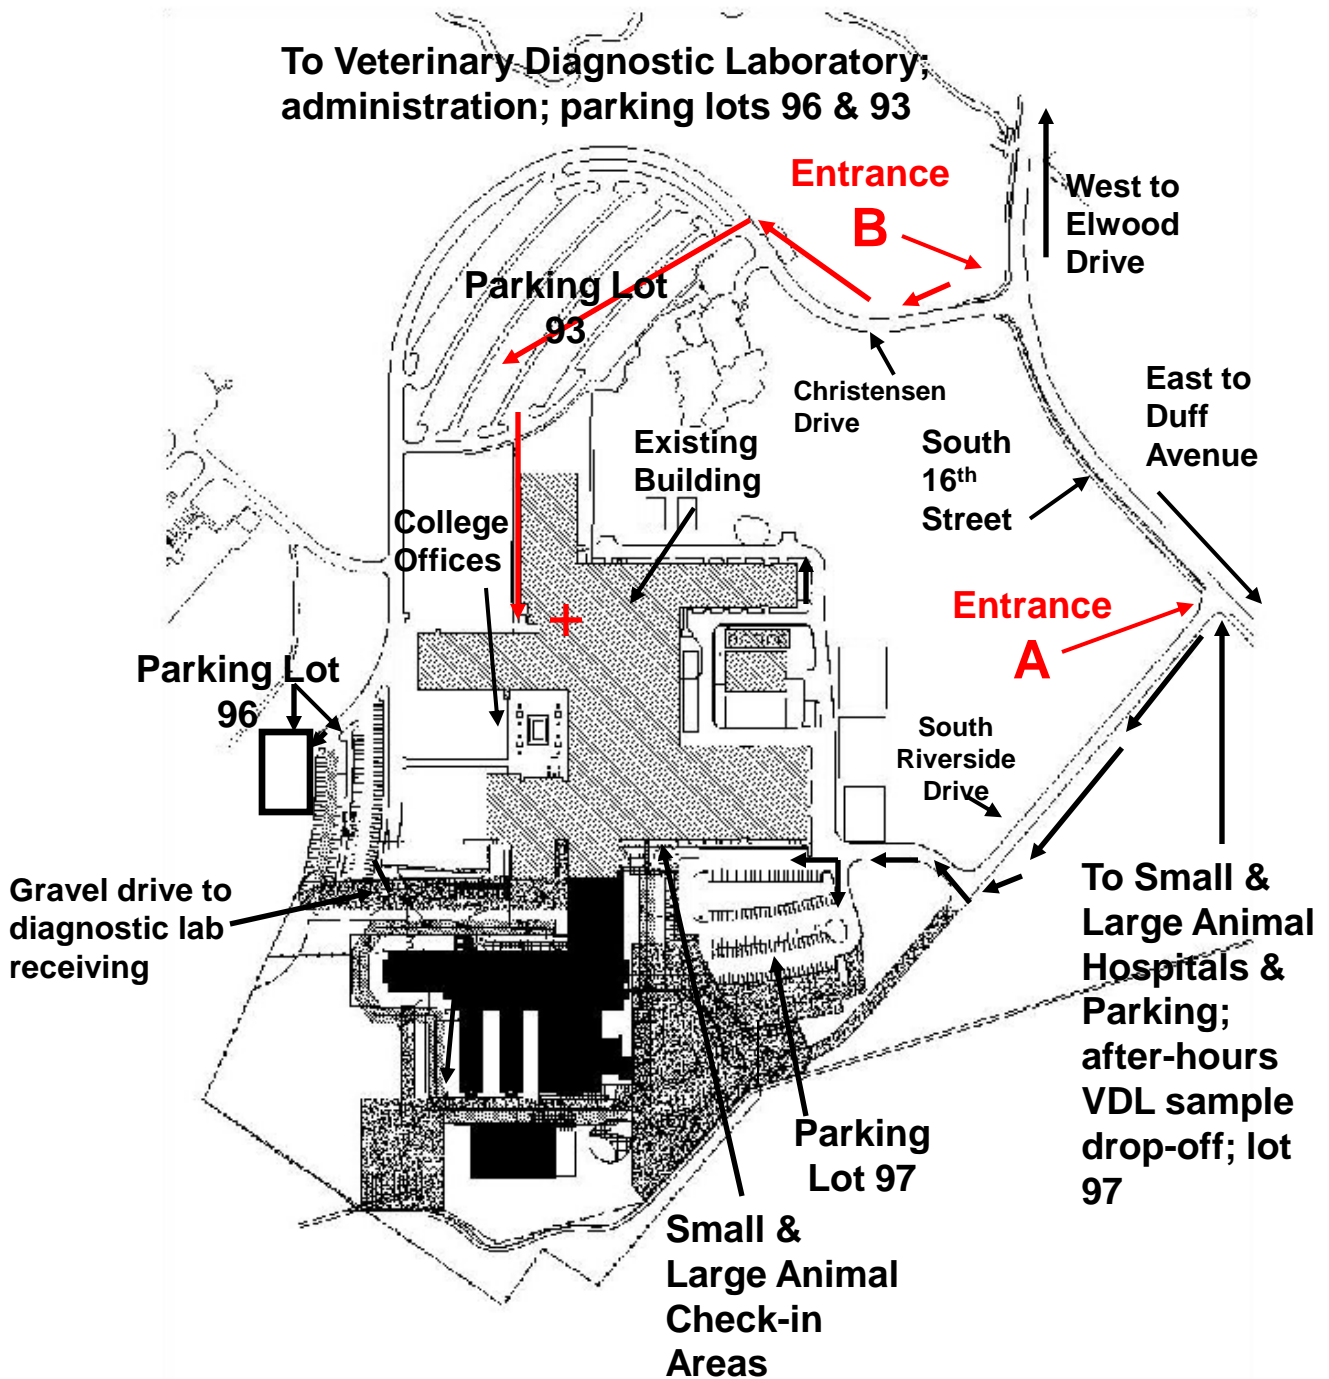 To Veterinary Diagnostic Laboratory;
administration; parking lots 96 & 93
Entrance
B
West to
Elwood
Drive
Parking Lot
93
Christensen
Drive
East to
Duff
Avenue
Existing
Building
South
16th
Street
College
Offices
Entrance
A
Parking Lot
96
South
Riverside
Drive
Gravel drive to
diagnostic lab
receiving
To Small &
Large Animal
Hospitals &
Parking;
after-hours
VDL sample
drop-off; lot
97
Parking
Lot 97
Small &
Large Animal
Check-in
Areas